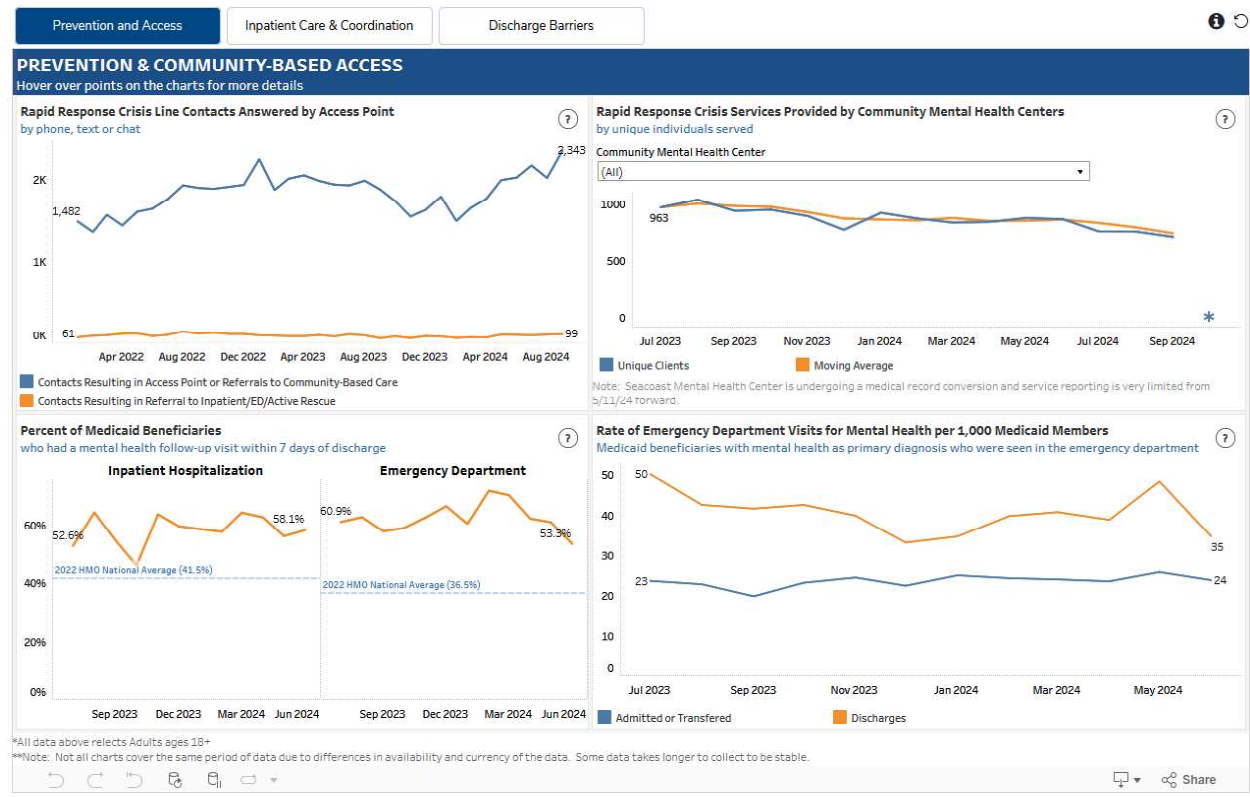 Prevention and Access
Inpatient Care & Coordination
Discharge Barriers
PREVENTION & COMMUNITY-BASED ACCESS
Hover over points on the charts for more details
Rapid Response Crisis Line Contacts Answered by Access Point
?
by phone, text or chat
2,343
2K
1,482
1K
0K
61
99
Apr 2022 Aug 2022 Dec 2022 Apr 2023 Aug 2023 Dec 2023 Apr 2024 Aug 2024
Contacts Resulting in Access Point or Referrals to Community-Based Care
Contacts Resulting in Referral to Inpatient/ED/Active Rescue
Rapid Response Crisis Services Provided by Community Mental Health Centers
?
by unique individuals served
Community Mental Health Center
(All)
1000
963
500
0
*
Jul 2023 Sep 2023 Nov 2023 Jan 2024 Mar 2024 May 2024 Jul 2024 Sep 2024
Unique Clients Moving Average
Note: Seacoast Mental Health Center is undergoing a medical record conversion and service reporting is very limited from
5/11/24 forward.
Percent of Medicaid Beneficiaries
?
who had a mental health follow-up visit within 7 days of discharge
Inpatient Hospitalization Emergency Department
60%
52.6%
58.1%
60.9%
53.3%
2022 HMO National Average (41.5%)
2022 HMO National Average (36.5%)
40%
20%
0%
Sep 2023 Dec 2023 Mar 2024 Jun 2024 Sep 2023 Dec 2023 Mar 2024 Jun 2024
Rate of Emergency Department Visits for Mental Health per 1,000 Medicaid Members
?
Medicaid beneficiaries with mental health as primary diagnosis who were seen in the emergency department
50
50
40
35
30
23
24
20
10
0
Jul 2023 Sep 2023 Nov 2023 Jan 2024 Mar 2024 May 2024
Admitted or Transfered Discharges
*All data above relects Adults ages 18+
**Note: Not all charts cover the same period of data due to differences in availability and currency of the data. Some data takes longer to collect to be stable.
Share